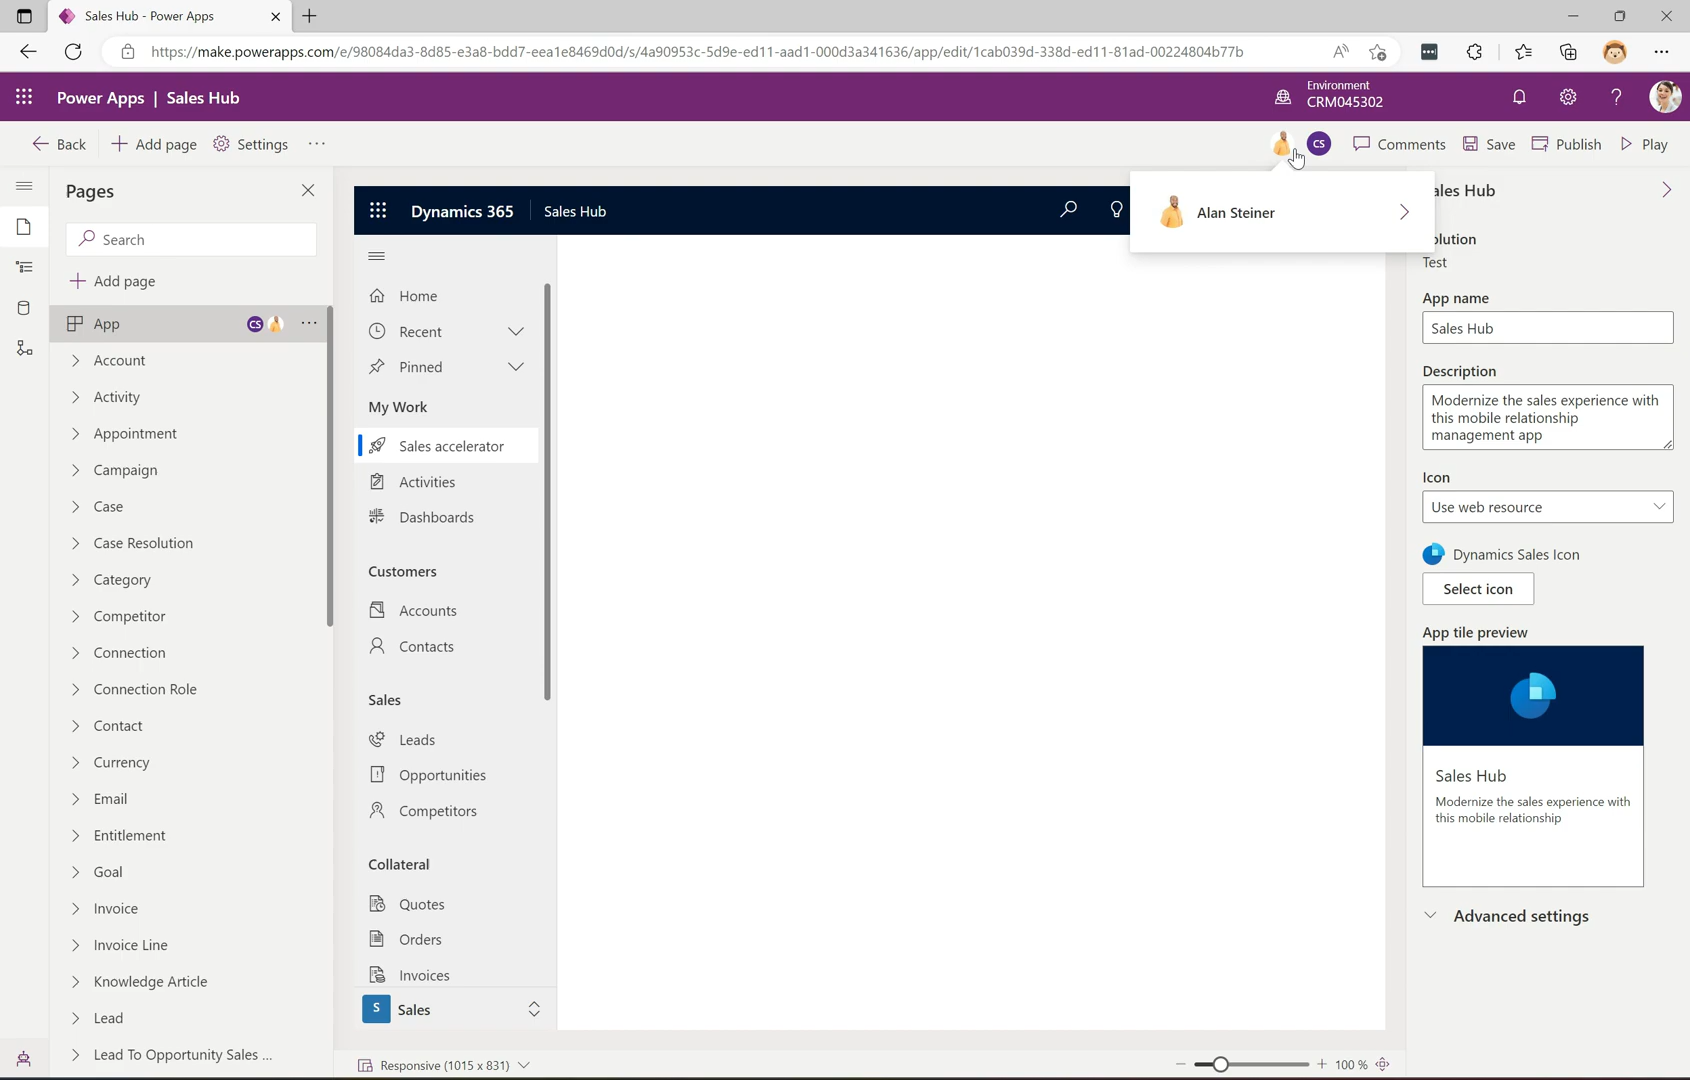 Sales Hub - Power Apps
https://make.powerapps.com/e/98084da3-8d85-e3a8-bdd7-eea1e8469d0d/s/4a90953c-5d9e-ed11-aad1-000d3a341636/app/edit/1cab039d-338d-ed11-81ad-00224804b77b
Power Apps | Sales Hub
Environment
CRM045302
Back
Add page
Settings
CS
Comments
Save
Publish
Play
Pages
Search
Add page
App
CS
Account
Activity
Appointment
Campaign
Case
Case Resolution
Category
Competitor
Connection
Connection Role
Contact
Currency
Email
Entitlement
Goal
Invoice
Invoice Line
Knowledge Article
Lead
Lead To Opportunity Sales ...
Dynamics 365
Sales Hub
Home
Recent
Pinned
My Work
Sales accelerator
Activities
Dashboards
Customers
Accounts
Contacts
Sales
Leads
Opportunities
Competitors
Collateral
Quotes
Orders
Invoices
S
Sales
Responsive (1015 x 831)
100 %
Alan Steiner
ales Hub
olution
Test
App name
Sales Hub
Description
Modernize the sales experience with
this mobile relationship
management app
Icon
Use web resource
Dynamics Sales Icon
Select icon
App tile preview
Sales Hub
Modernize the sales experience with
this mobile relationship
Advanced settings